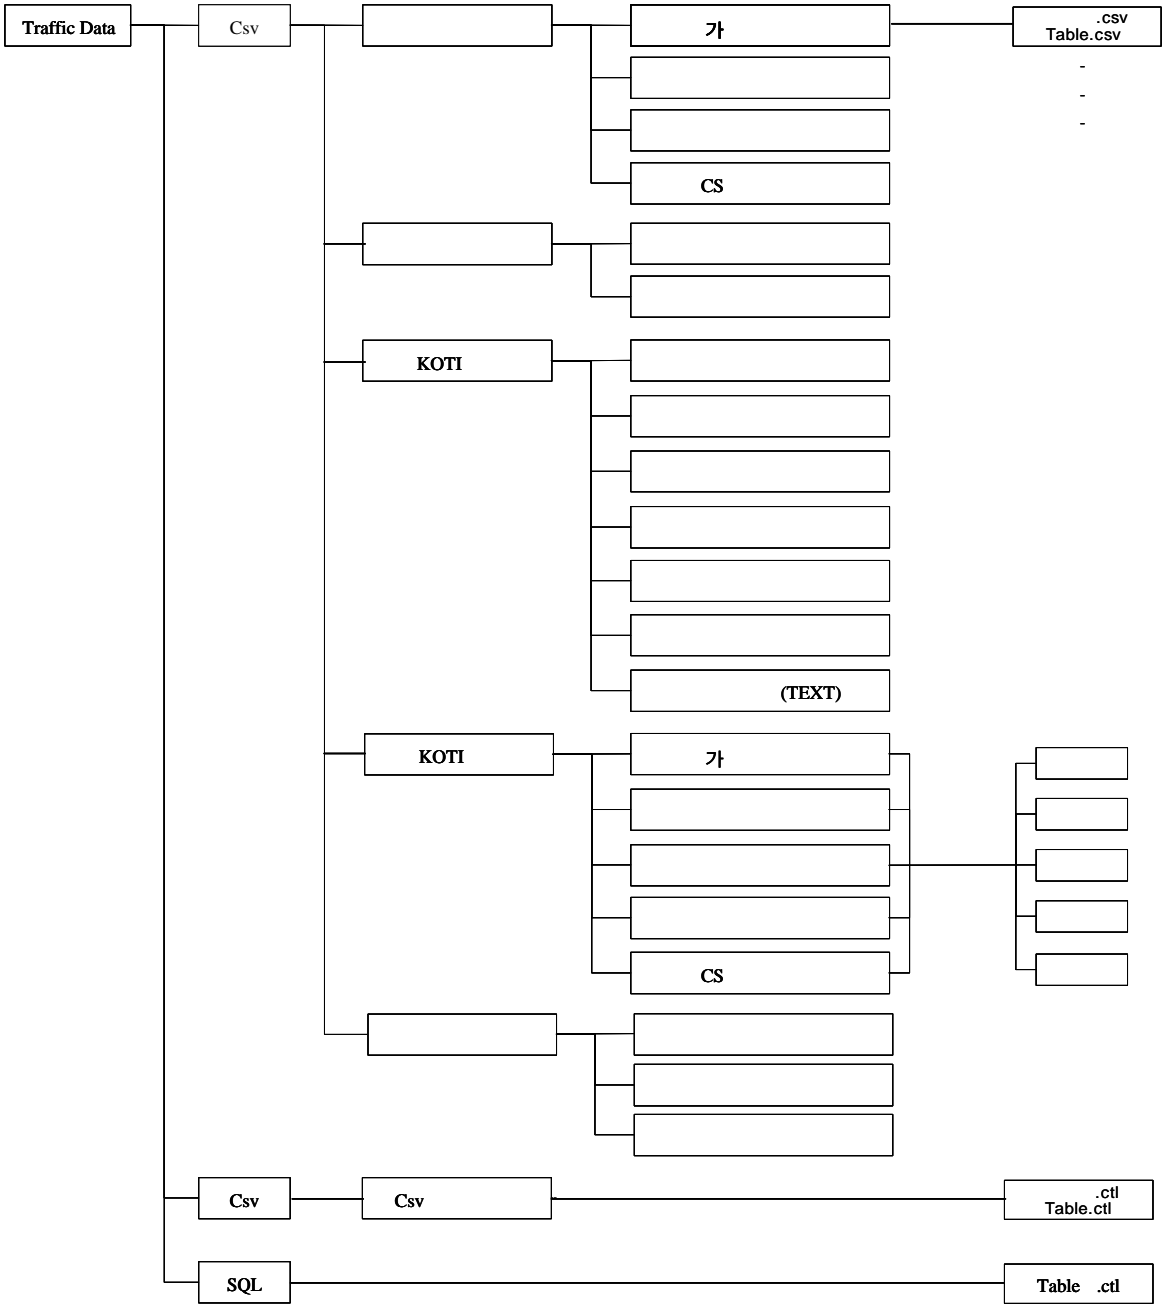 Traffic Data
Csv
가
.csv
Table.csv
-
-
-
CS
KOTI
(TEXT)
KOTI
가
CS
Csv
Csv
.ctl
Table.ctl
SQL
Table .ctl